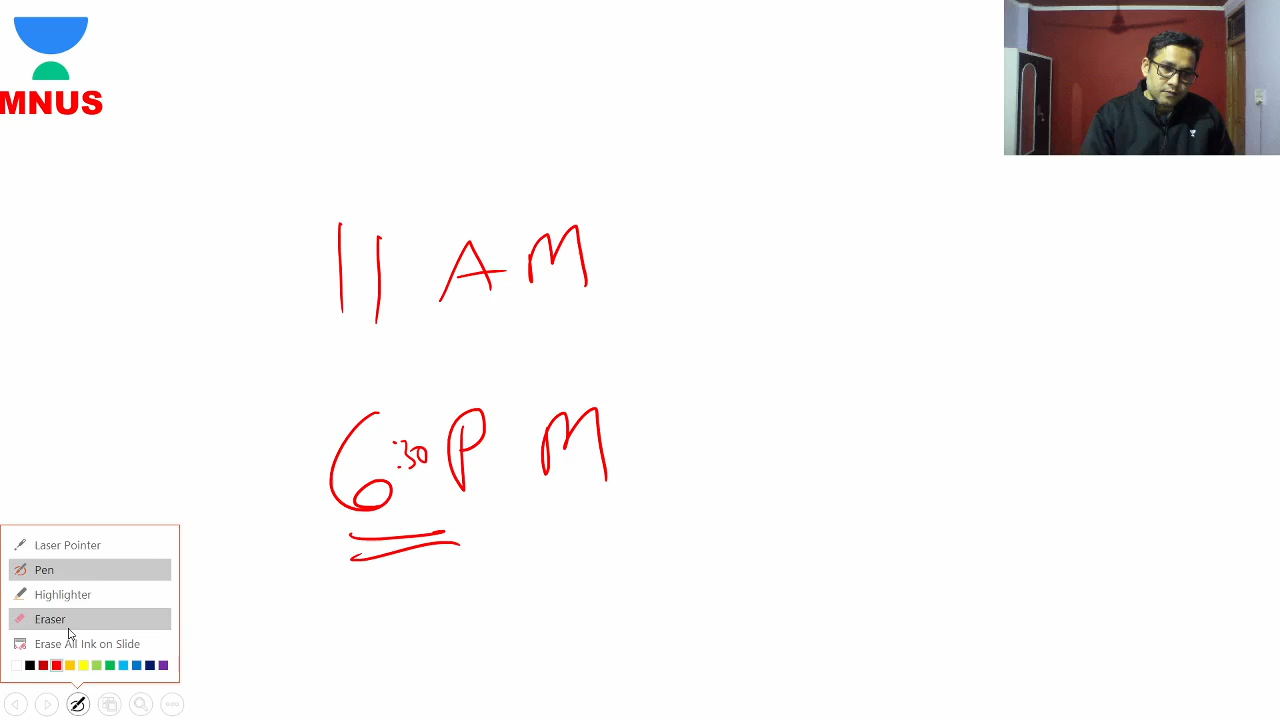 MNUS
11 AM
6:30 PM
Laser Pointer
Pen
Highlighter
Eraser
Erase All Ink on Slide